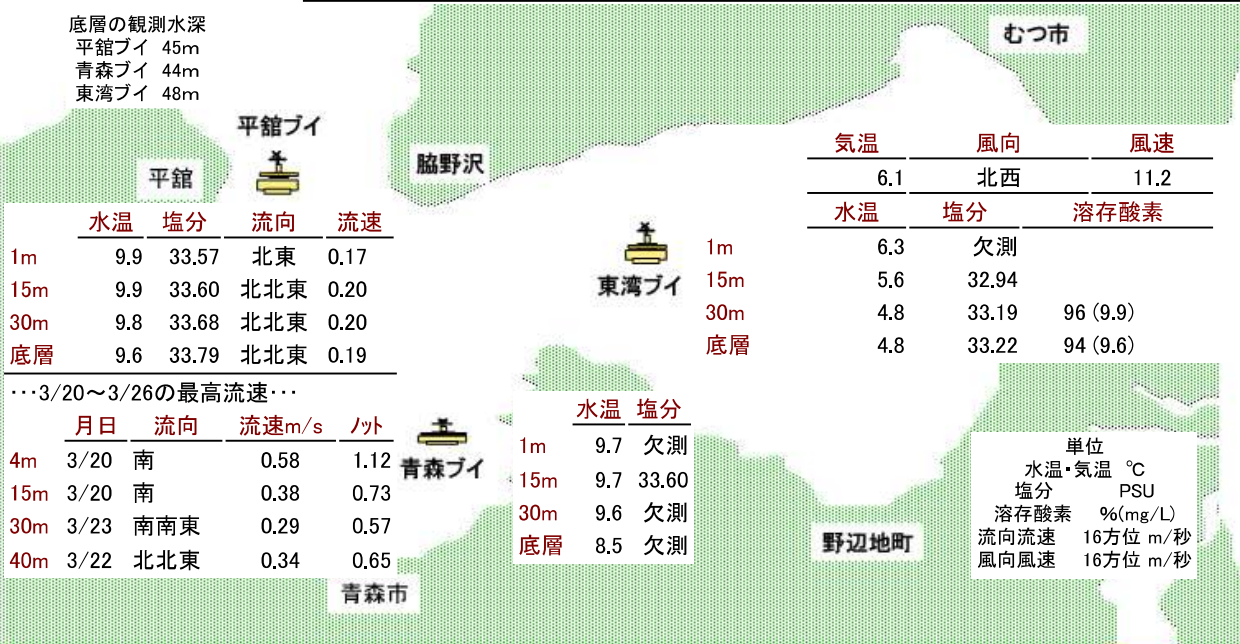 底層の観測水深
平舘ブイ 45m
青森ブイ 44m
東湾ブイ 48m
むつ市
平舘ブイ
平舘
脇野沢
水温 塩分 流向 流速
1m 9.9 33.57 北東 0.17
15m 9.9 33.60 北北東 0.20
30m 9.8 33.68 北北東 0.20
底層 9.6 33.79 北北東 0.19
…3/20～3/26の最高流速…
月日 流向 流速m/s ﾉｯﾄ
4m 3/20 南 0.58 1.12
15m 3/20 南 0.38 0.73
30m 3/23 南南東 0.29 0.57
40m 3/22 北北東 0.34 0.65
気温 風向 風速
6.1 北西 11.2
水温 塩分 溶存酸素
1m 6.3 欠測
15m 5.6 32.94
30m 4.8 33.19 96 (9.9)
底層 4.8 33.22 94 (9.6)
東湾ブイ
青森ブイ
水温 塩分
1m 9.7 欠測
15m 9.7 33.60
30m 9.6 欠測
底層 8.5 欠測
青森市
野辺地町
単位
水温・気温 ℃
塩分 PSU
溶存酸素 %(mg/L)
流向流速 16方位 m/秒
風向風速 16方位 m/秒